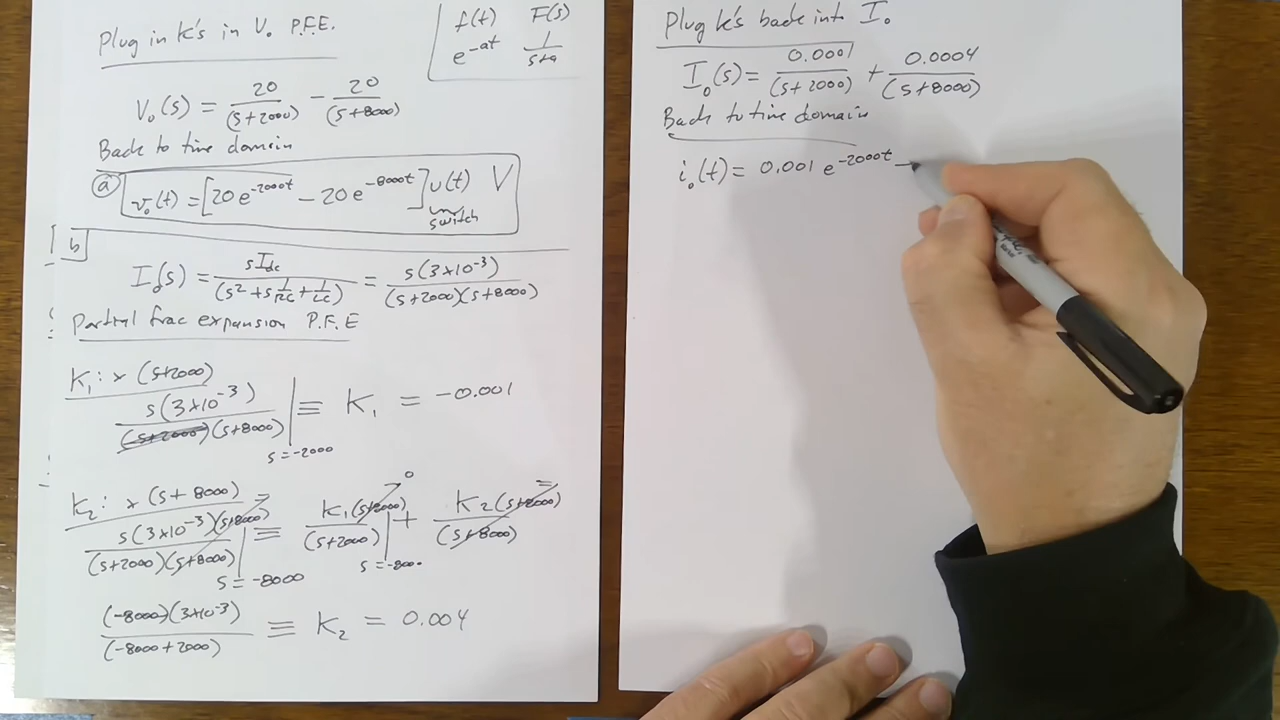 Plug in K's in V₀ P.F.E.
f(t) F(s)
e^-at 1/s+a
V₀(s) = 20/(s+2000) − 20/(s+8000)
Back to time domain
(a) v₀(t) = [20e^-2000t − 20e^-8000t]u(t) V
switch
b
I₀(s) = sIdc/(s² + s 1/RC + 1/LC) = s(3×10^-3)/(s+2000)(s+8000)
Partial frac expansion P.F.E
K₁: × (s+2000)
s(3×10^-3)/(s+2000)(s+8000) | s=-2000 ≡ K₁ = −0.001
K₂: × (s+8000)
s(3×10^-3)(s+8000)/(s+2000)(s+8000) | s=-8000 ≡ K₁(s+8000)/(s+2000) | s=-8000 → 0 + K₂(s+8000)/(s+8000)
(-8000)(3×10^-3)/(-8000+2000) ≡ K₂ = 0.004
Plug K's back into I₀
I₀(s) = 0.0001/(s+2000) + 0.0004/(s+8000)
Back to time domain
i₀(t) = 0.001 e^-2000t −